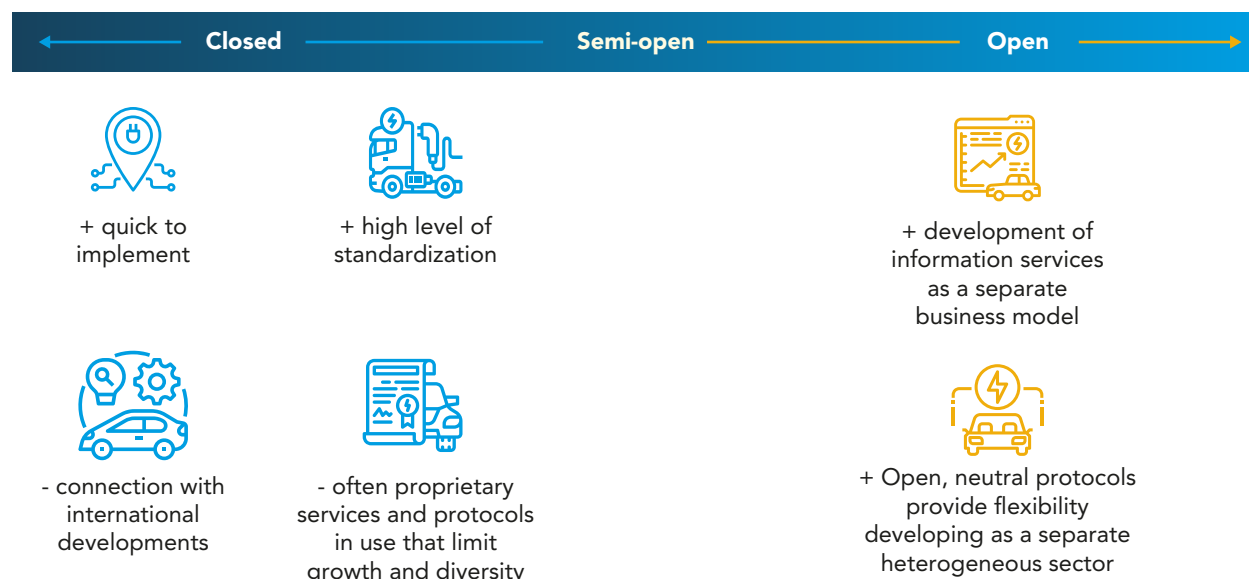 Closed
Semi-open
Open
+ quick to
implement
+ high level of
standardization
+ development of
information services
as a separate
business model
- connection with
international
developments
- often proprietary
services and protocols
in use that limit
growth and diversity
+ Open, neutral protocols
provide flexibility
developing as a separate
heterogeneous sector